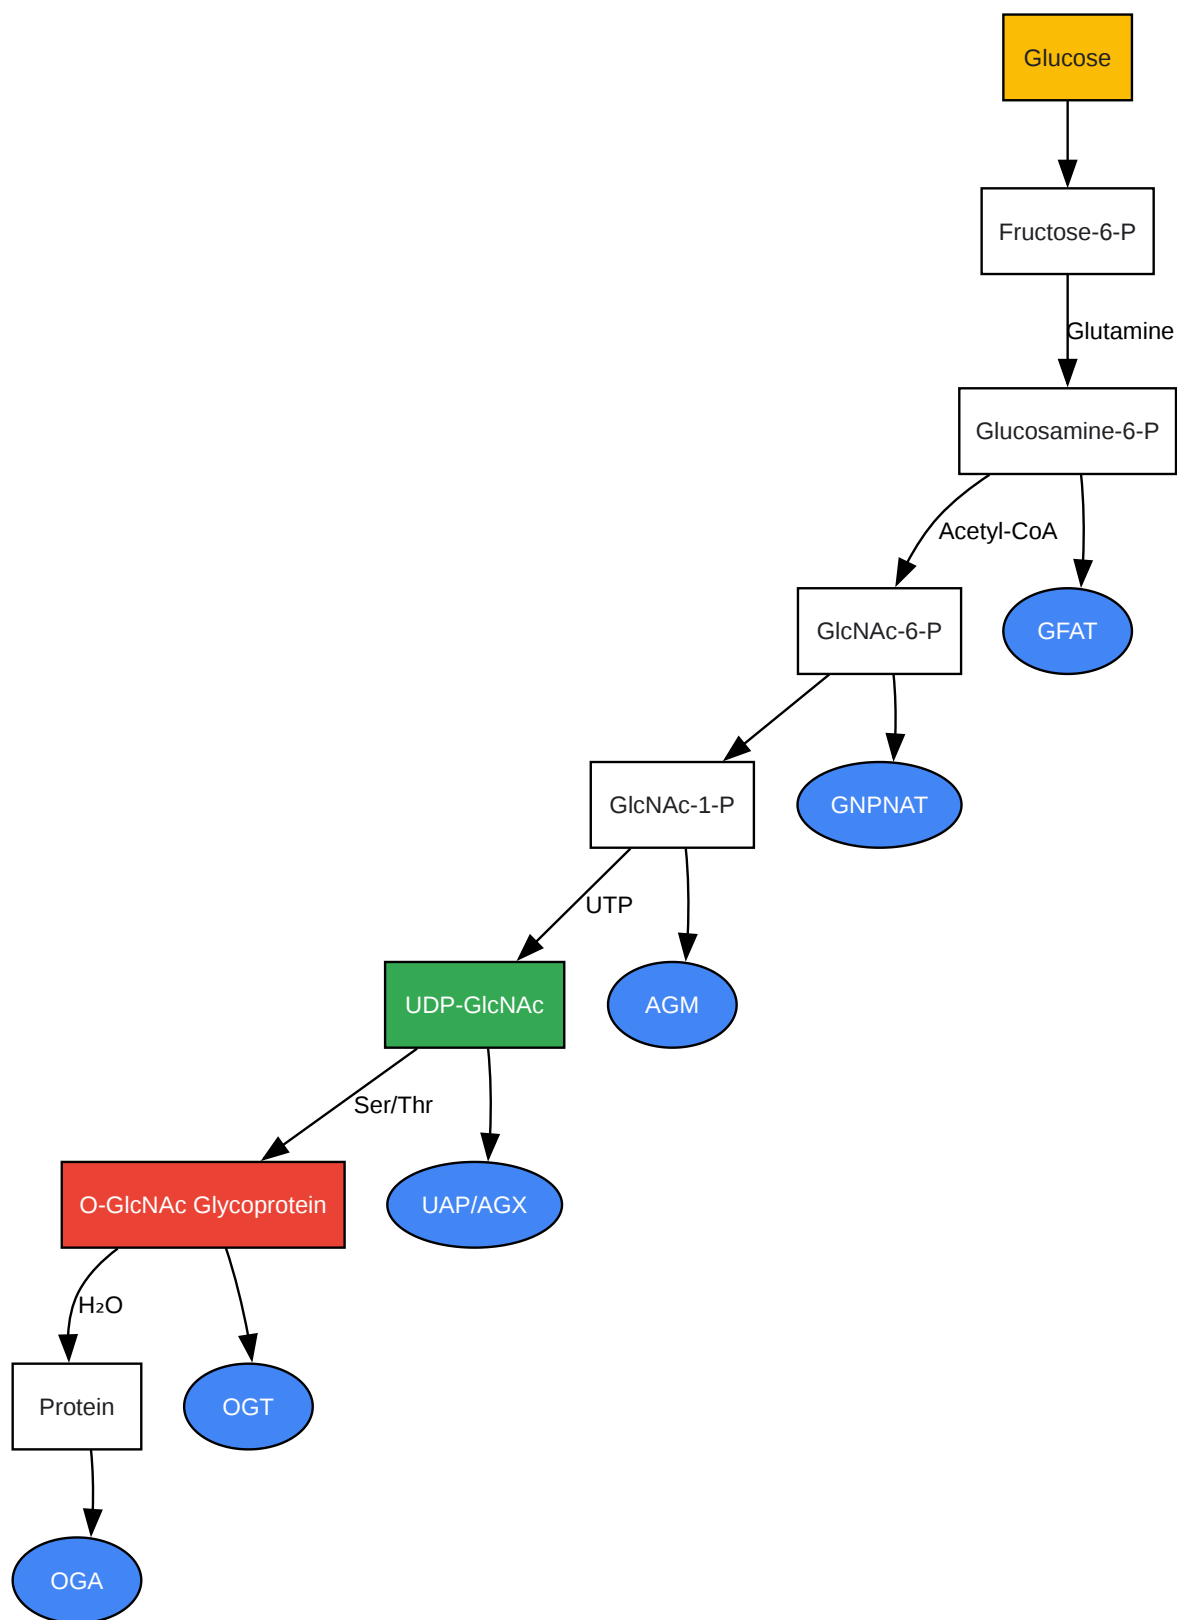 Glucose
Fructose-6-P
Glutamine
Glucosamine-6-P
Acetyl-CoA
GlcNAc-6-P
GFAT
GlcNAc-1-P
GNPNAT
UTP
UDP-GlcNAc
AGM
Ser/Thr
O-GlcNAc Glycoprotein
UAP/AGX
H₂O
Protein
OGT
OGA